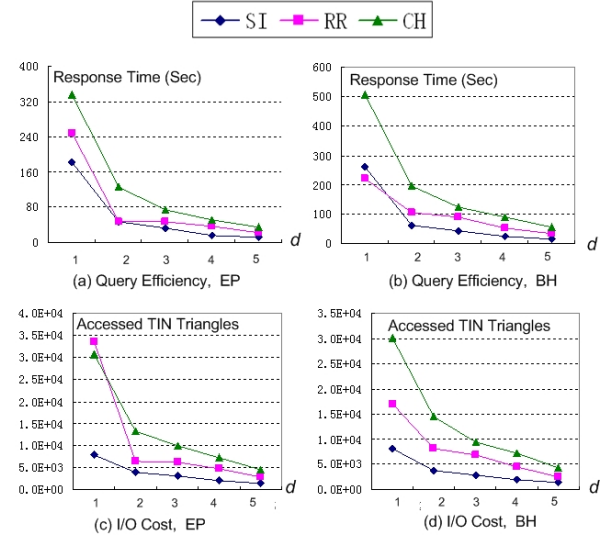 SI RR CH
Response Time (Sec)
400
320
240
160
80
0
1 2 3 4 5 d
(a) Query Efficiency, EP
Response Time (Sec)
600
500
400
300
200
100
0
1 2 3 4 5 d
(b) Query Efficiency, BH
Accessed TIN Triangles
4.0E+04
3.5E+04
3.0E+04
2.5E+04
2.0E+04
1.5E+04
1.0E+04
5.0E+03
0.0E+00
1 2 3 4 5 d
(c) I/O Cost, EP
Accessed TIN Triangles
3.5E+04
3.0E+04
2.5E+04
2.0E+04
1.5E+04
1.0E+04
5.0E+03
0.0E+00
1 2 3 4 5 d
(d) I/O Cost, BH